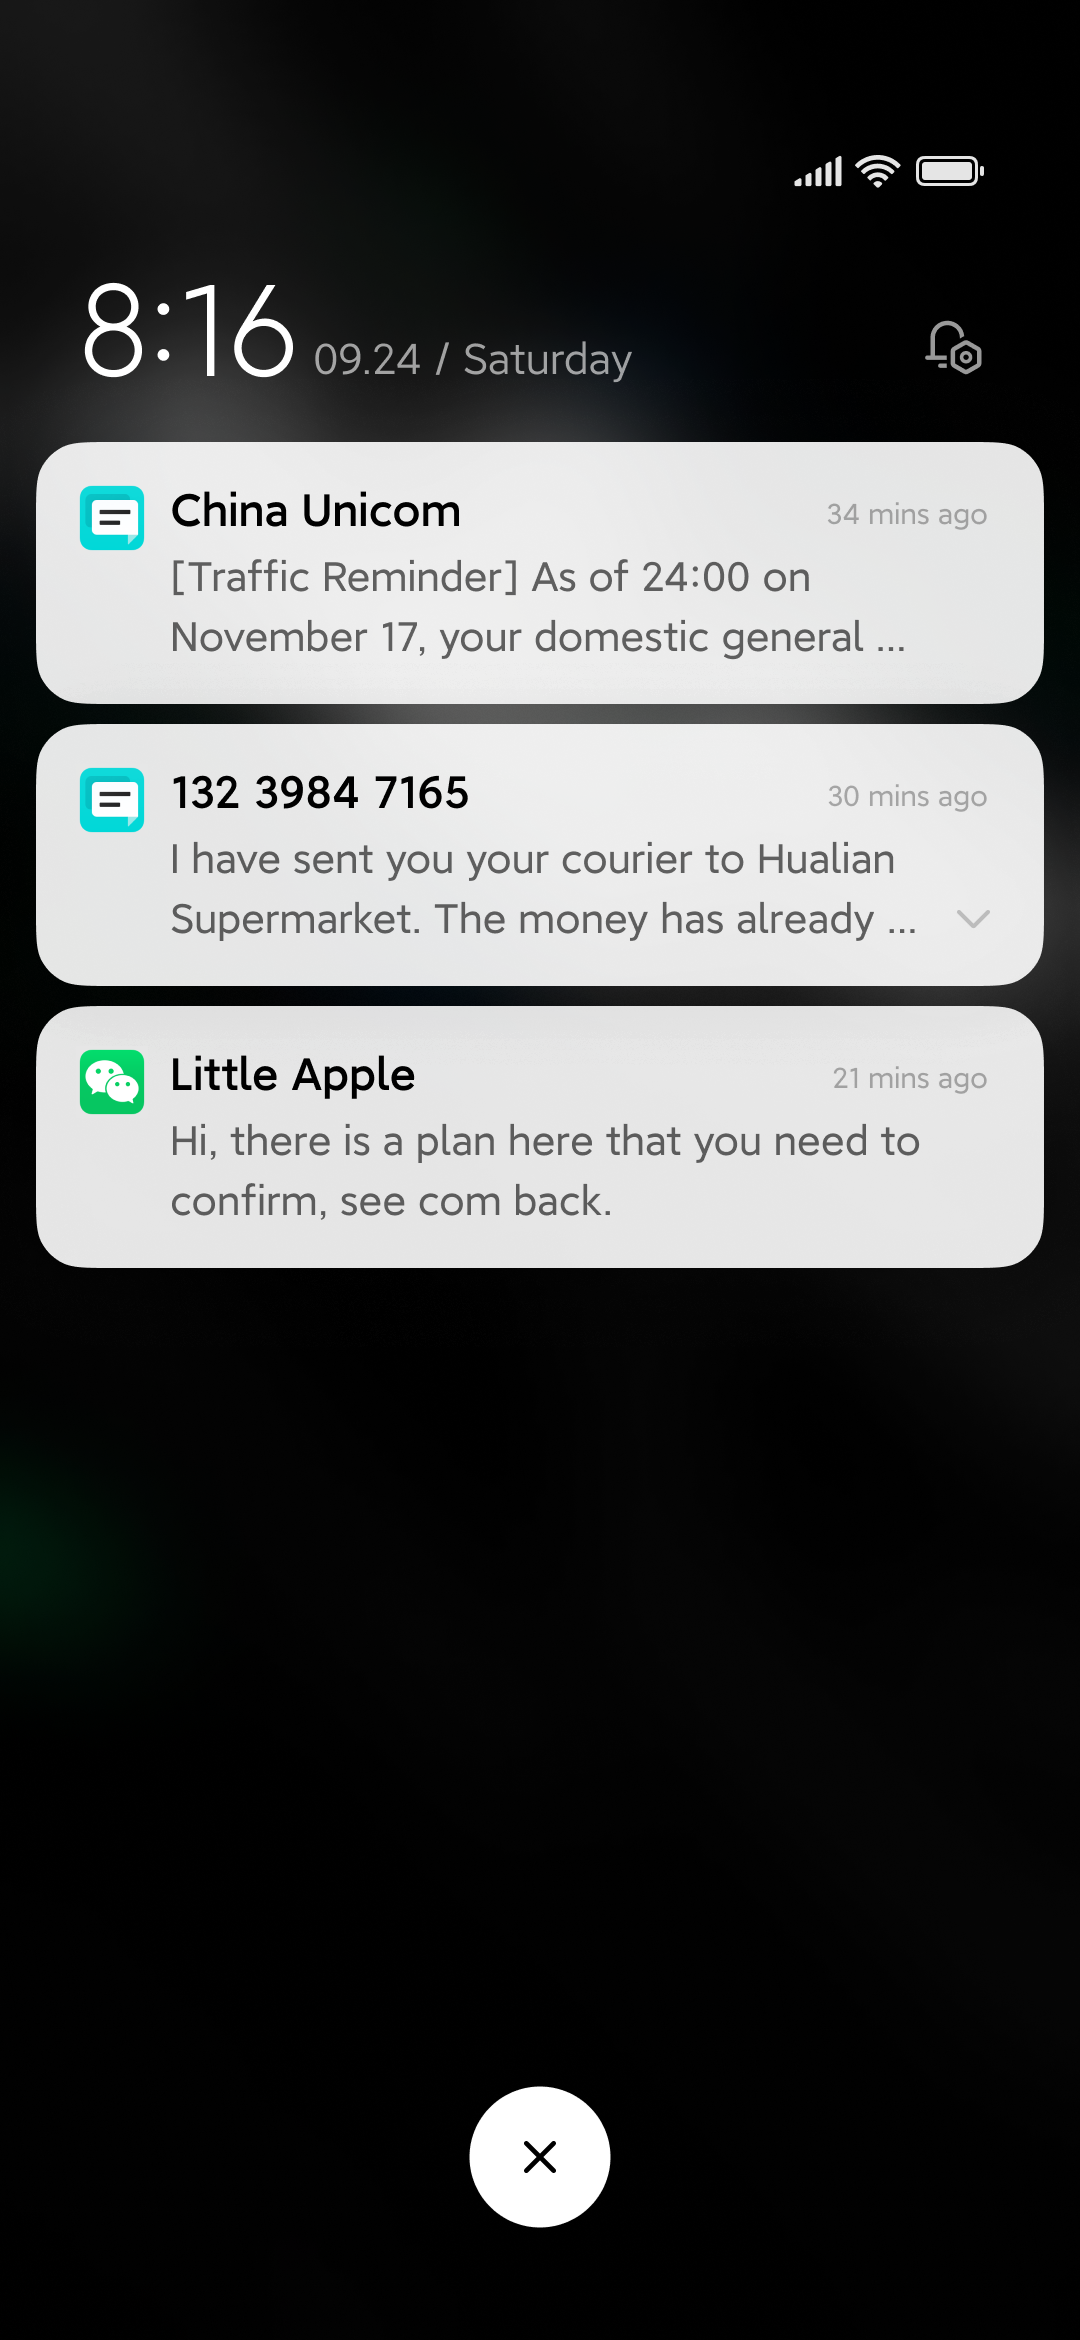 8:16 09.24 / Saturday
China Unicom 34 mins ago
[Traffic Reminder] As of 24:00 on
November 17, your domestic general ...
132 3984 7165 30 mins ago
I have sent you your courier to Hualian
Supermarket. The money has already ...
Little Apple 21 mins ago
Hi, there is a plan here that you need to
confirm, see com back.